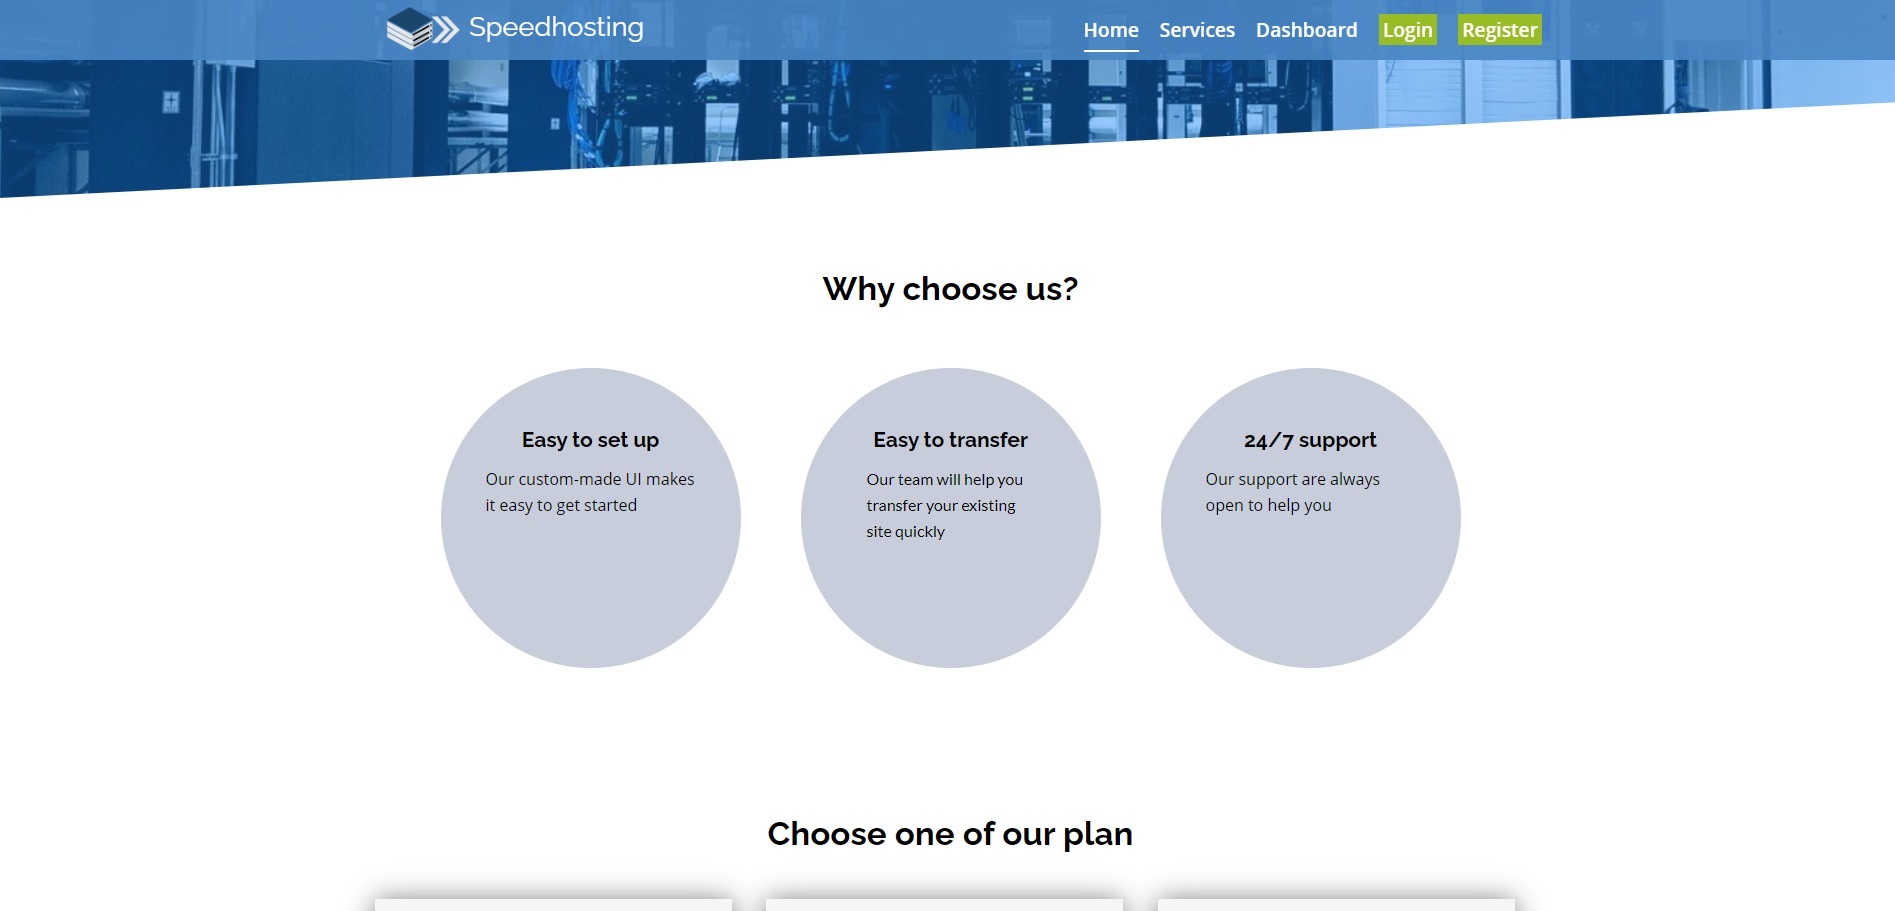 Speedhosting
Home Services Dashboard Login Register
Why choose us?
Easy to set up
Our custom-made UI makes
it easy to get started
Easy to transfer
Our team will help you
transfer your existing
site quickly
24/7 support
Our support are always
open to help you
Choose one of our plan